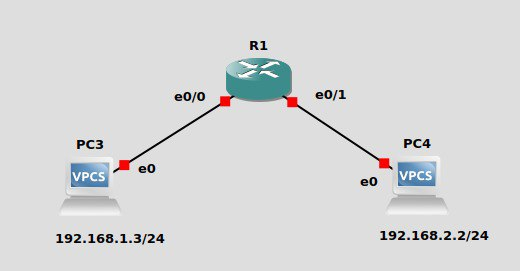 R1
e0/0
e0/1
PC3
PC4
VPCS
e0
VPCS
e0
192.168.1.3/24
192.168.2.2/24